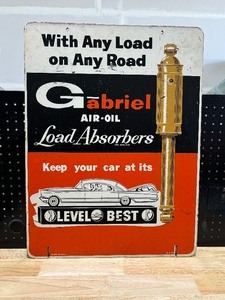 With Any Load
on Any Road
Gabriel
AIR-OIL
Load Absorbers
Keep your car at its
LEVEL BEST